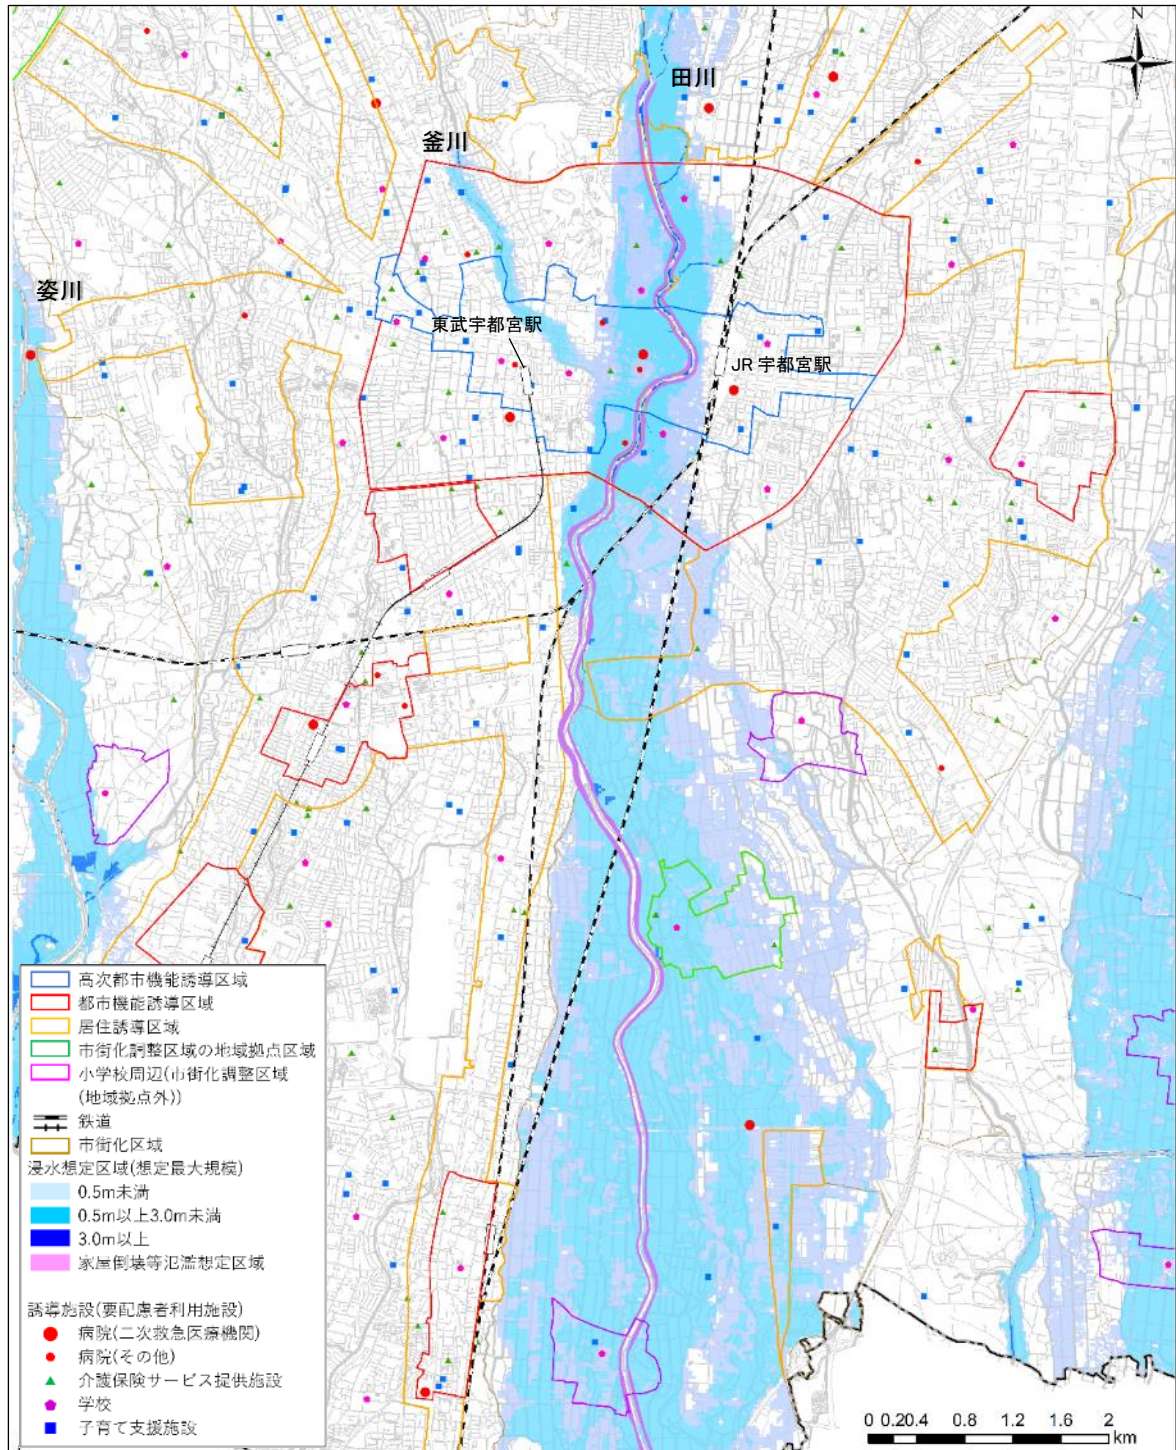 N
田川
釜川
姿川
東武宇都宮駅
JR 宇都宮駅
高次都市機能誘導区域
都市機能誘導区域
居住誘導区域
市街化調整区域の地域拠点区域
小学校周辺(市街化調整区域
(地域拠点外))
鉄道
市街化区域
浸水想定区域(想定最大規模)
0.5m未満
0.5m以上3.0m未満
3.0m以上
家屋倒壊等氾濫想定区域
誘導施設(要配慮者利用施設)
病院(二次救急医療機関)
病院(その他)
介護保険サービス提供施設
学校
子育て支援施設
0 0.20.4 0.8 1.2 1.6 2
km